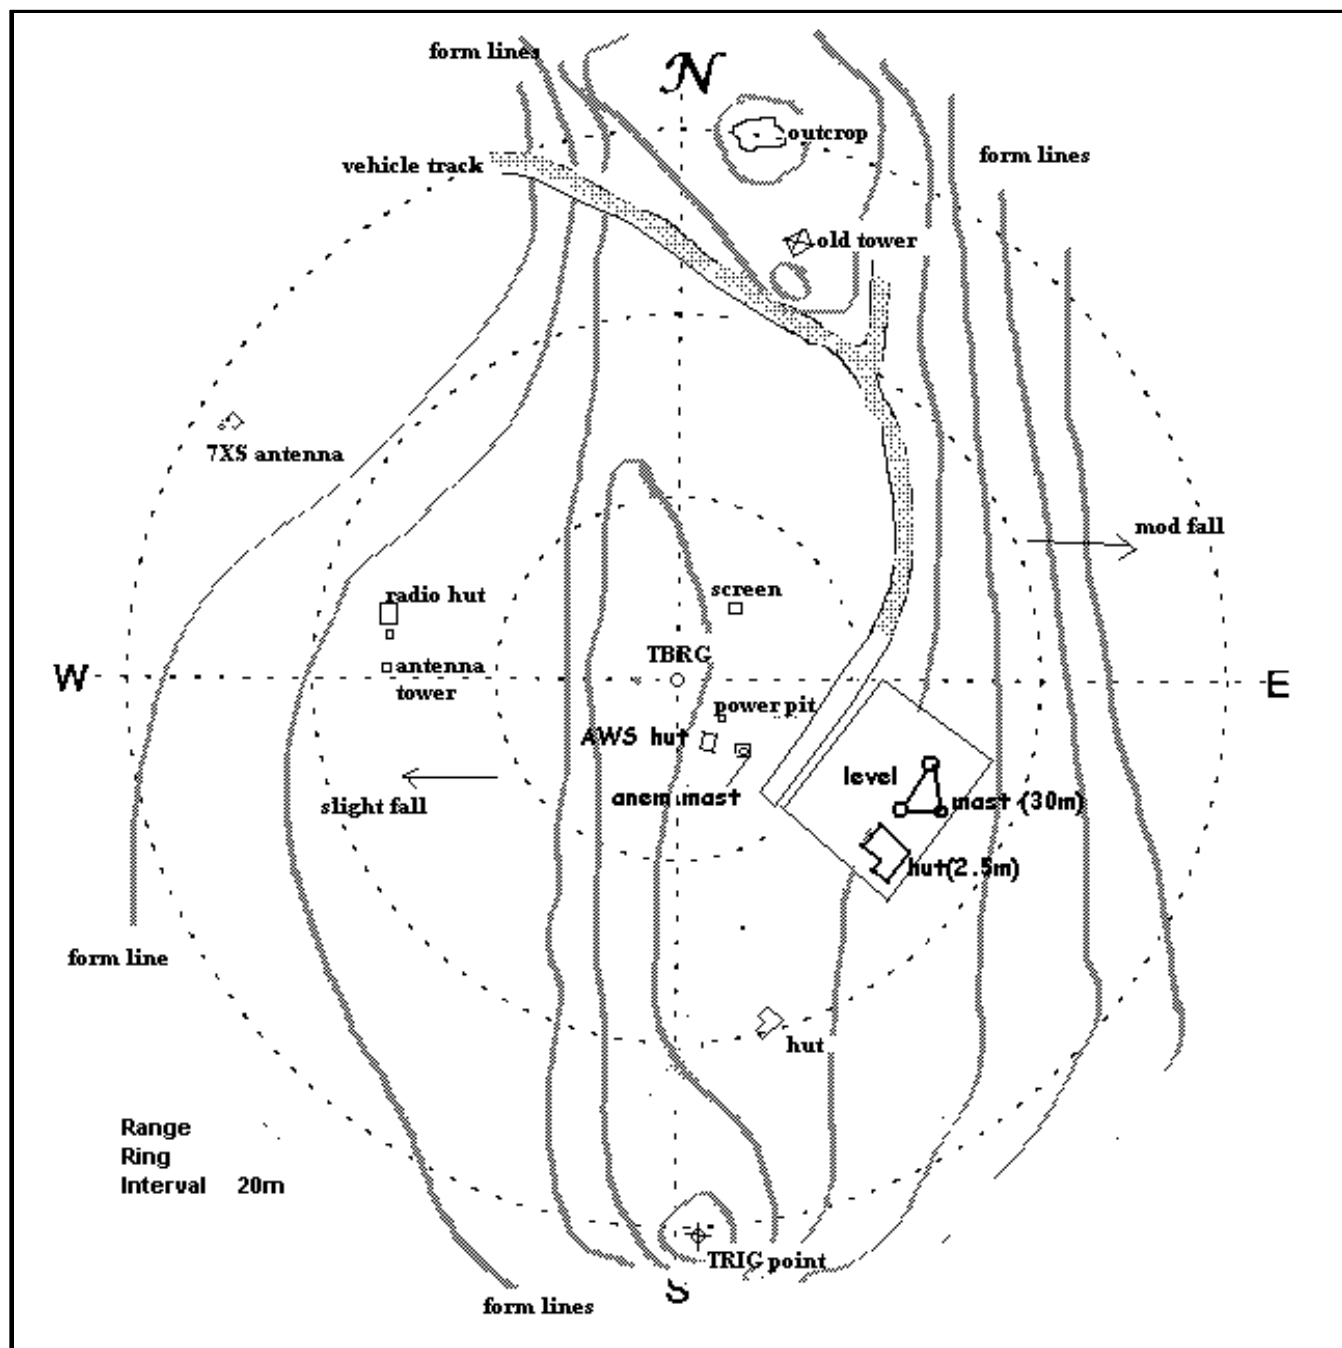 form lines
N
outcrop
form lines
vehicle track
old tower
7XS antenna
mod fall
radio hut
screen
TBRG
W
antenna
tower
E
power pit
AWS hut
level
anem.mast
mast (30m)
slight fall
hut(2.5m)
form line
hut
Range
Ring
Interval 20m
TRIG point
S
form lines